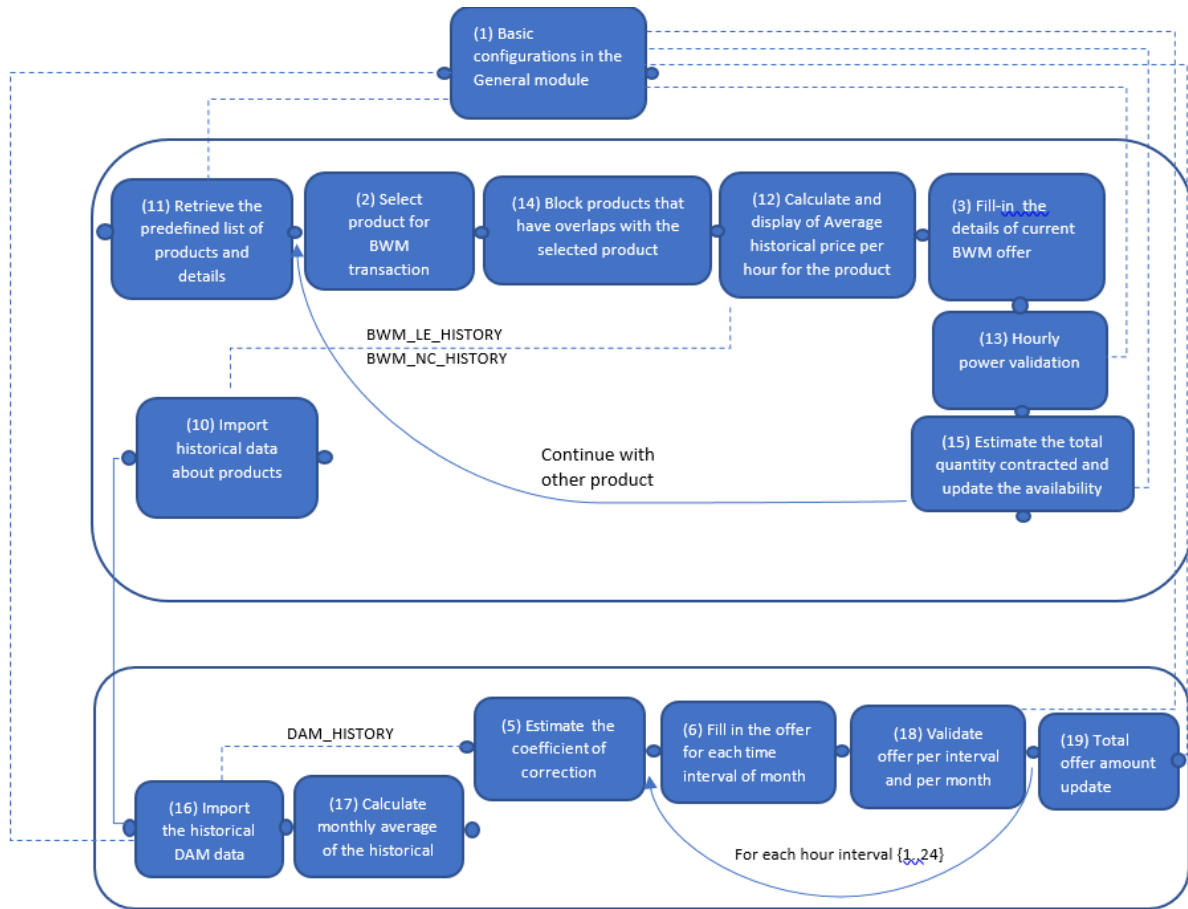 (1) Basic
configurations in the
General module
(11) Retrieve the
predefined list of
products and
details
(2) Select
product for
BWM
transaction
(14) Block products that
have overlaps with the
selected product
(12) Calculate and
display of Average
historical price per
hour for the product
(3) Fill-in the
details of current
BWM offer
BWM_LE_HISTORY
BWM_NC_HISTORY
(13) Hourly
power validation
(10) Import
historical data
about products
Continue with
other product
(15) Estimate the total
quantity contracted and
update the availability
DAM_HISTORY
(5) Estimate the
coefficient of
correction
(6) Fill in the offer
for each time
interval of month
(18) Validate
offer per interval
and per month
(19) Total
offer amount
update
(16) Import
the historical
DAM data
(17) Calculate
monthly average
of the historical
For each hour interval {1..24}